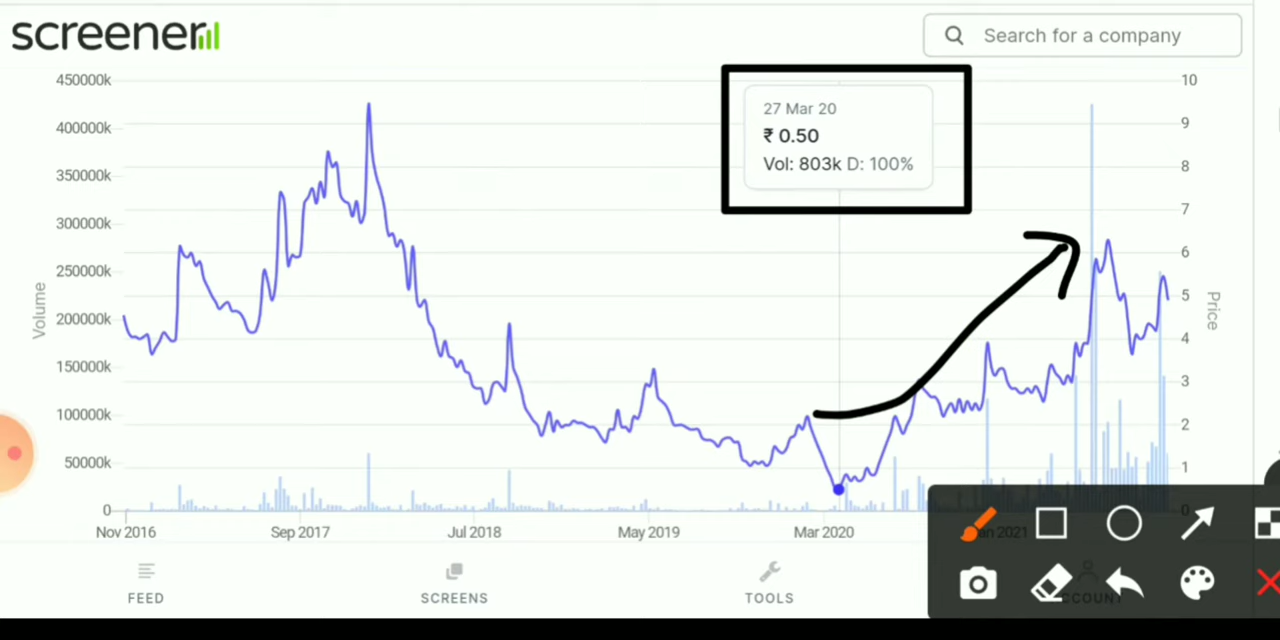 screener
Search for a company
450000k
400000k
350000k
300000k
250000k
200000k
150000k
100000k
50000k
0
Volume
27 Mar 20
₹ 0.50
Vol: 803k D: 100%
10
9
8
7
6
5
4
3
2
1
0
Price
Nov 2016
Sep 2017
Jul 2018
May 2019
Mar 2020
2021
FEED
SCREENS
TOOLS